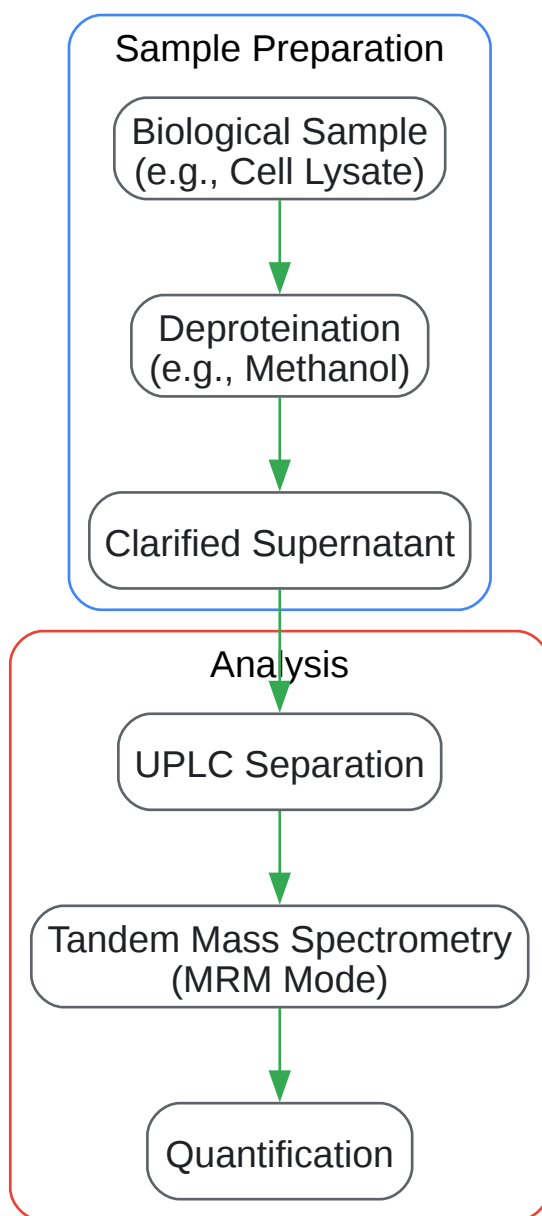 Sample Preparation
Biological Sample
(e.g., Cell Lysate)
Deproteination
(e.g., Methanol)
Clarified Supernatant
Analysis
UPLC Separation
Tandem Mass Spectrometry
(MRM Mode)
Quantification